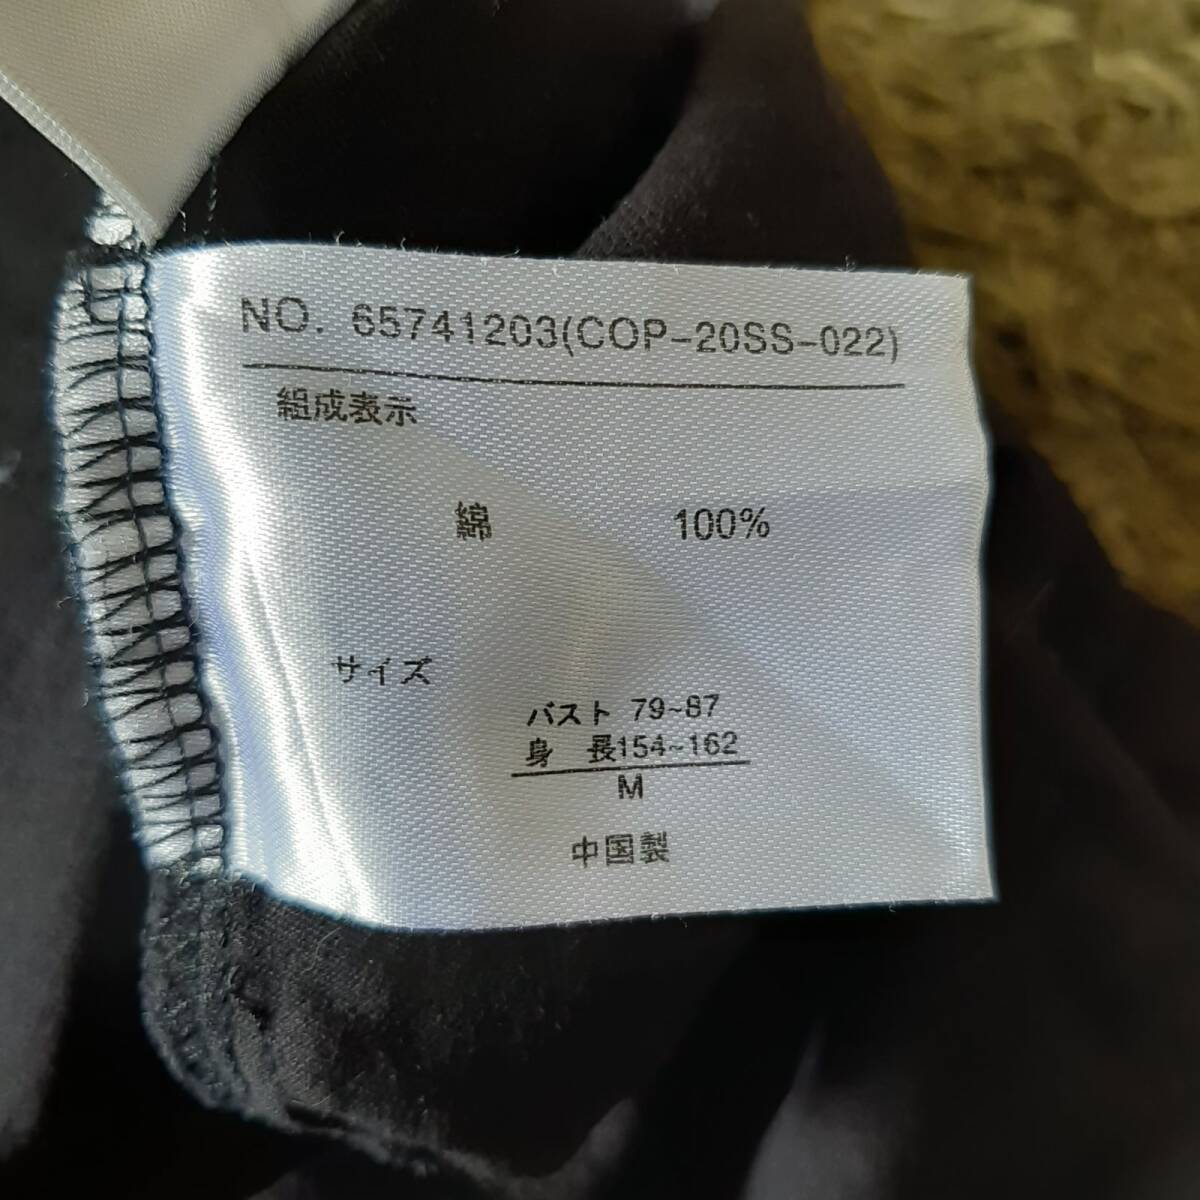 NO. 65741203(COP-20SS-022)
組成表示
綿 100%
サイズ
バスト 79~87
身 長154~162
M
中国製